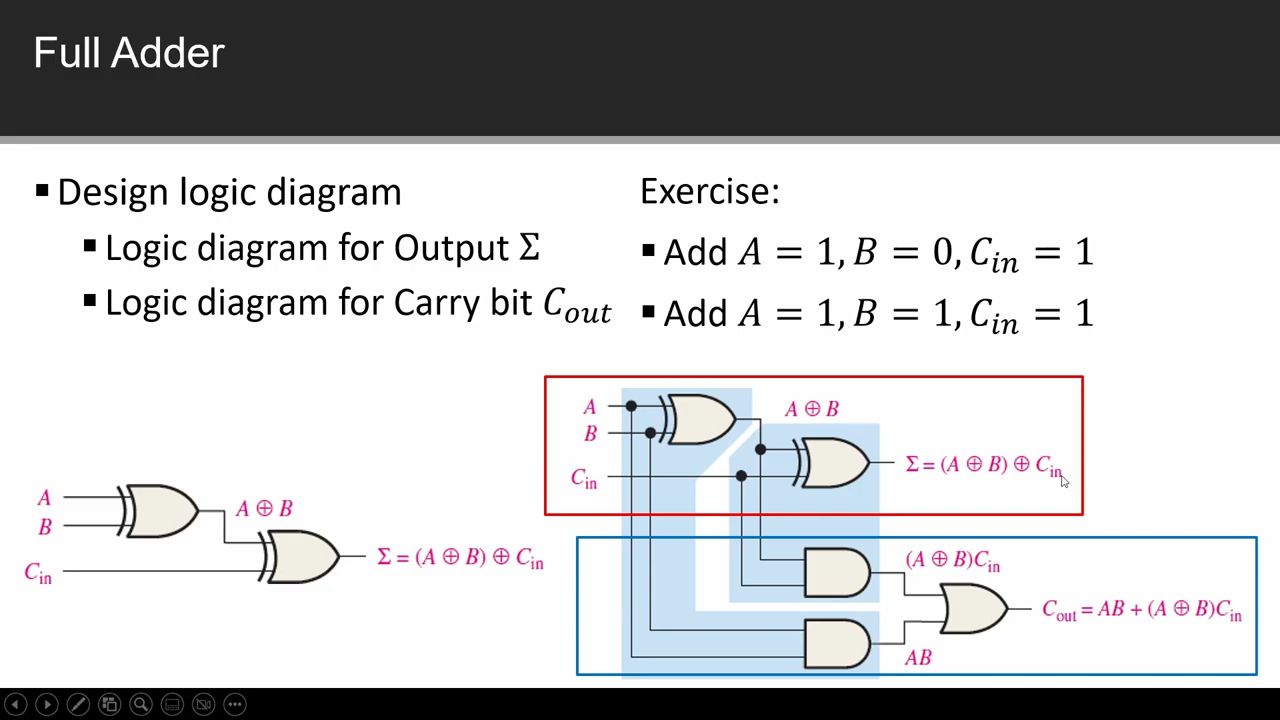 Full Adder
▪ Design logic diagram
▪ Logic diagram for Output Σ
▪ Logic diagram for Carry bit C_out
Exercise:
▪ Add A = 1, B = 0, C_in = 1
▪ Add A = 1, B = 1, C_in = 1
A
B
C_in
A ⊕ B
Σ = (A ⊕ B) ⊕ C_in
A
B
C_in
A ⊕ B
Σ = (A ⊕ B) ⊕ C_in
(A ⊕ B)C_in
AB
C_out = AB + (A ⊕ B)C_in